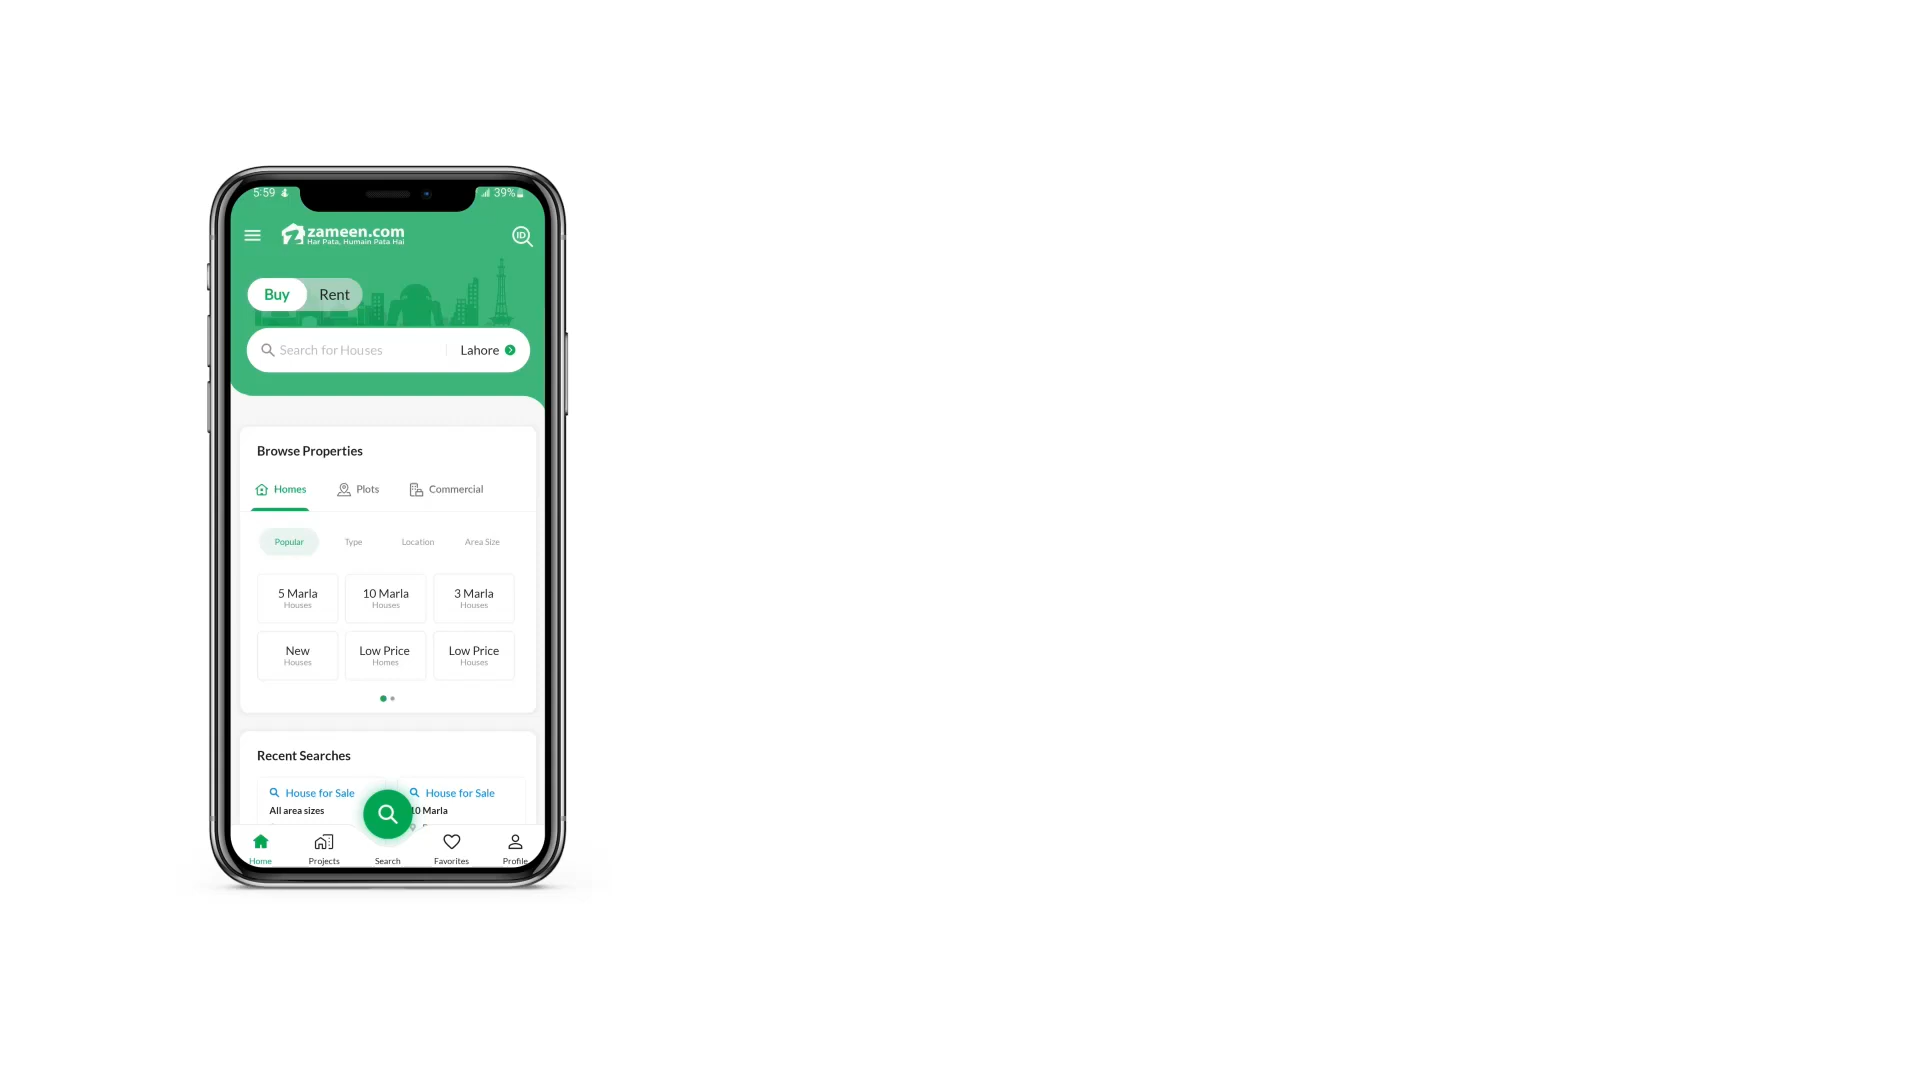 5:59
39%
zameen.com
Har Pata, Humain Pata Hai
ID
Buy Rent
Search for Houses Lahore
Browse Properties
Homes Plots Commercial
Popular Type Location Area Size
5 Marla 10 Marla 3 Marla
Houses Houses Houses
New Low Price Low Price
Houses Homes Houses
Recent Searches
House for Sale House for Sale
All area sizes 10 Marla
Home Projects Search Favorites Profile